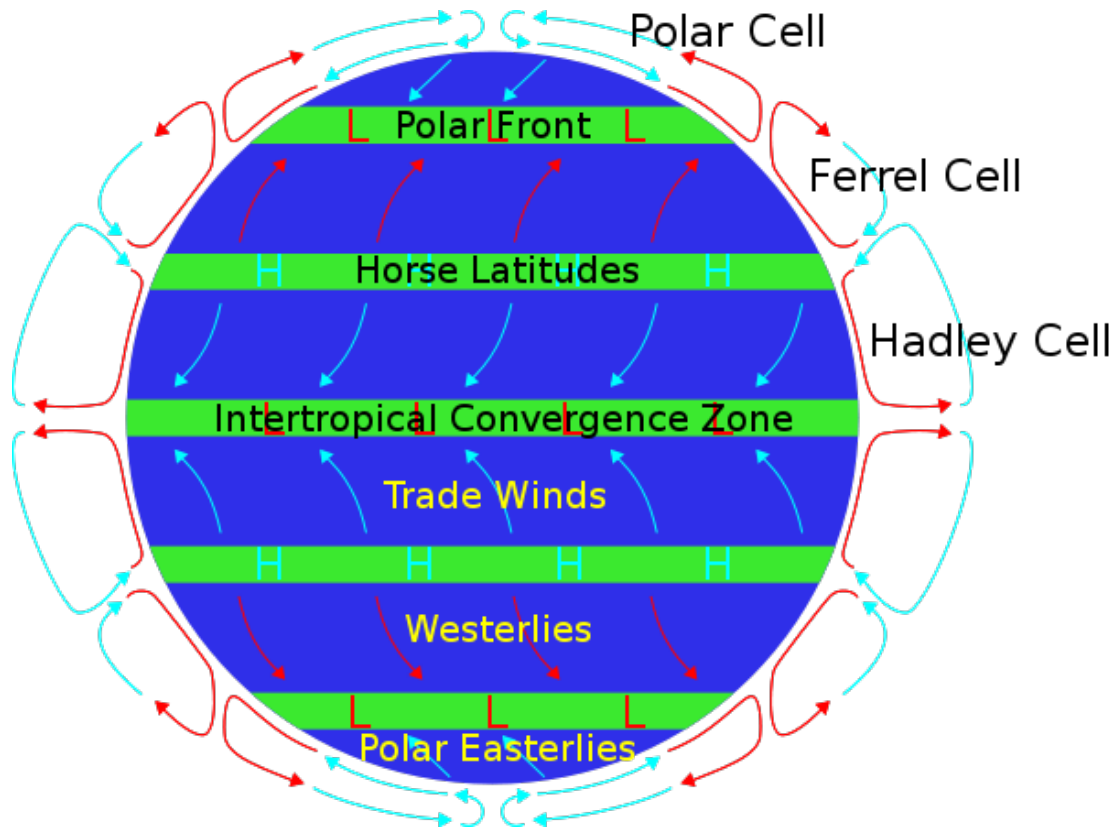 Polar Cell
L Polar Front L L
Ferrel Cell
H Horse Latitudes H H H
Hadley Cell
L Intertropical Convergence Zone L L L
Trade Winds
H H H H
Westerlies
L L L
Polar Easterlies